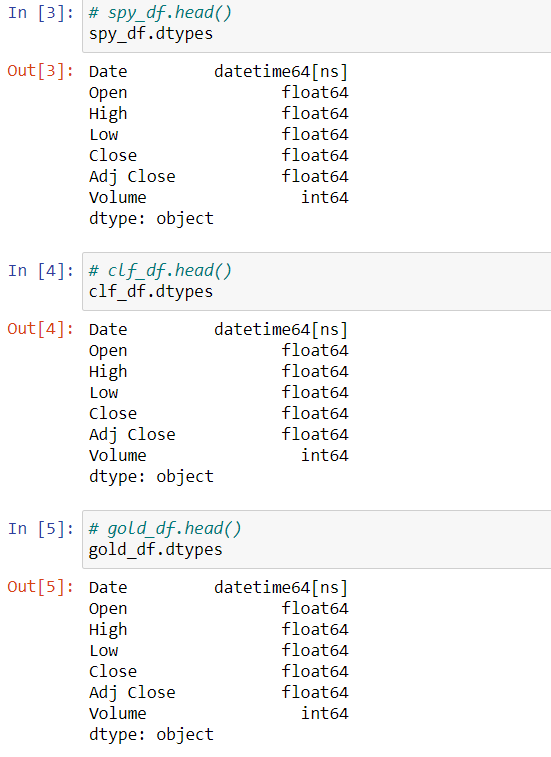 In [3]: # spy_df.head()
spy_df.dtypes
Out[3]: Date datetime64[ns]
Open float64
High float64
Low float64
Close float64
Adj Close float64
Volume int64
dtype: object
In [4]: # clf_df.head()
clf_df.dtypes
Out[4]: Date datetime64[ns]
Open float64
High float64
Low float64
Close float64
Adj Close float64
Volume int64
dtype: object
In [5]: # gold_df.head()
gold_df.dtypes
Out[5]: Date datetime64[ns]
Open float64
High float64
Low float64
Close float64
Adj Close float64
Volume int64
dtype: object